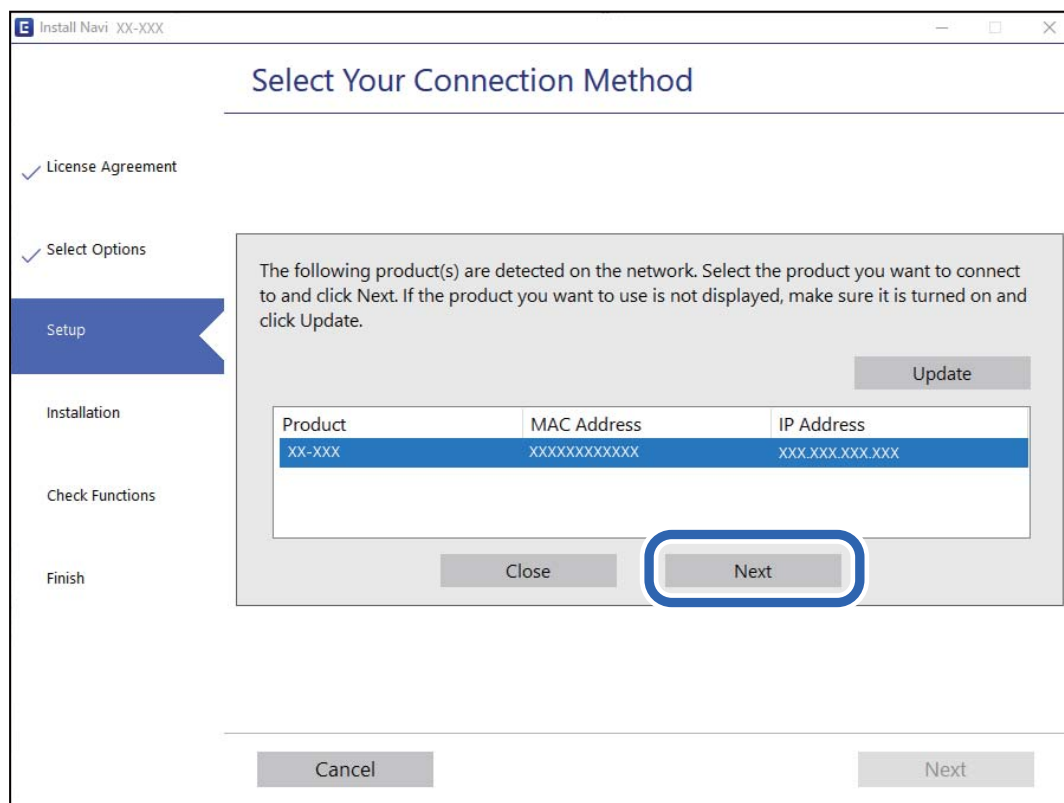 E Install Navi XX-XXX
Select Your Connection Method
License Agreement
Select Options
Setup
Installation
Check Functions
Finish
The following product(s) are detected on the network. Select the product you want to connect
to and click Next. If the product you want to use is not displayed, make sure it is turned on and
click Update.
Update
Product MAC Address IP Address
XX-XXX XXXXXXXXXXXX XXX.XXX.XXX.XXX
Close Next
Cancel Next